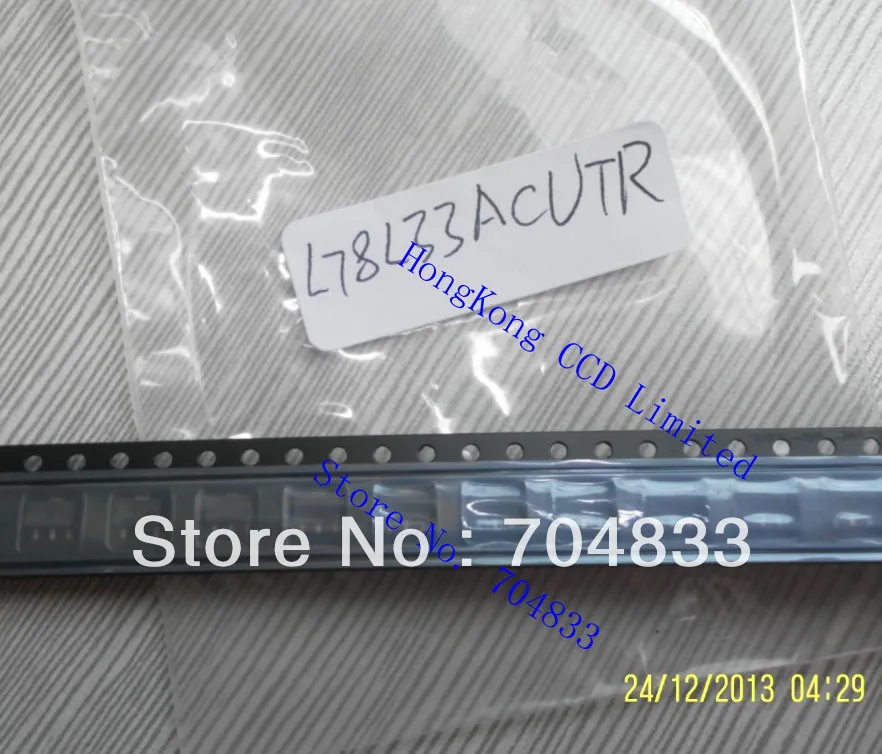 L78L33ACUTR
HongKong CCD Limited
Store No. 704833
Store No : 704833
24/12/2013 04:29